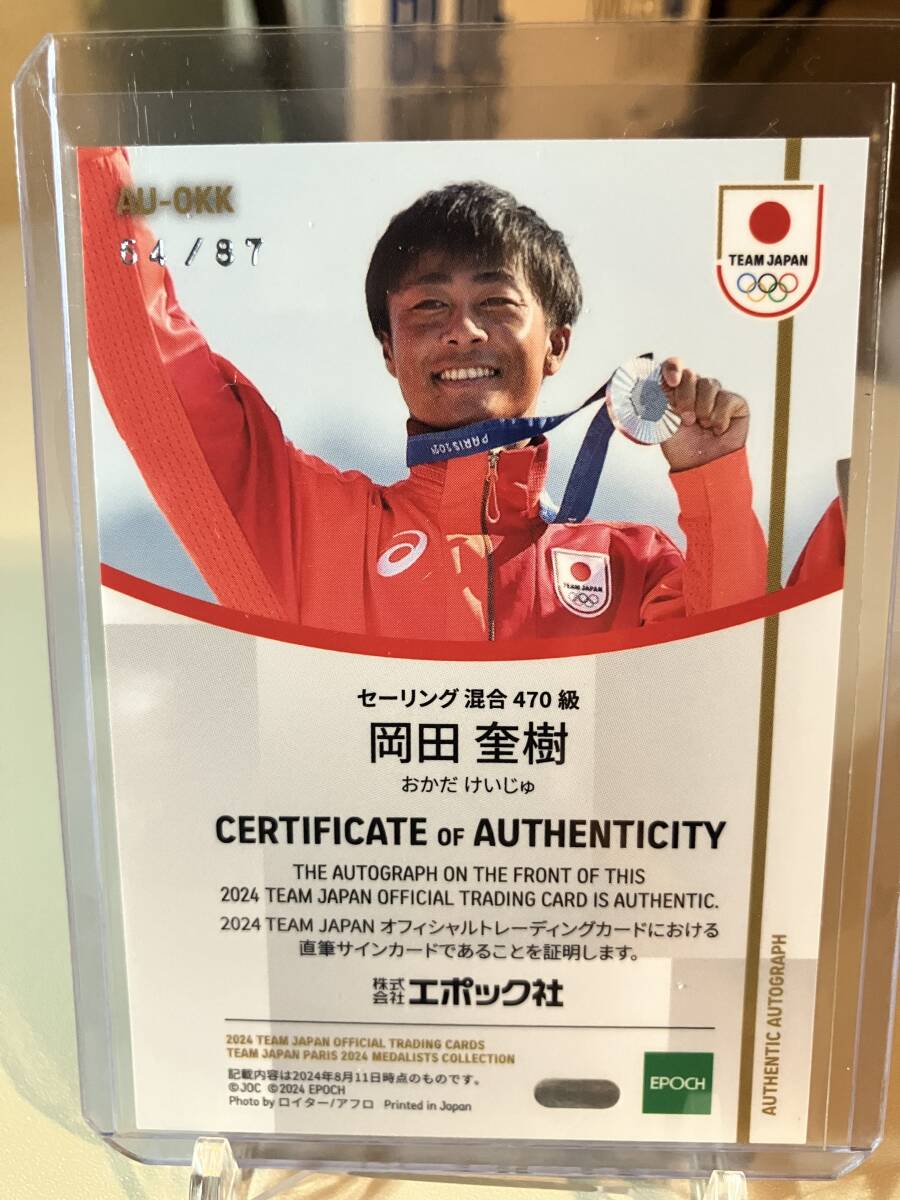 AU-OKK
64/87
TEAM JAPAN
PARIS 2024
TEAM JAPAN
セーリング 混合 470 級
岡田 奎樹
おかだ けいじゅ
CERTIFICATE OF AUTHENTICITY
THE AUTOGRAPH ON THE FRONT OF THIS
2024 TEAM JAPAN OFFICIAL TRADING CARD IS AUTHENTIC.
2024 TEAM JAPAN オフィシャルトレーディングカードにおける
直筆サインカードであることを証明します。
株式会社エポック社
2024 TEAM JAPAN OFFICIAL TRADING CARDS
TEAM JAPAN PARIS 2024 MEDALISTS COLLECTION
記載内容は2024年8月11日時点のものです。
©JOC ©2024 EPOCH
Photo by ロイター/アフロ Printed in Japan
EPOCH
AUTHENTIC AUTOGRAPH